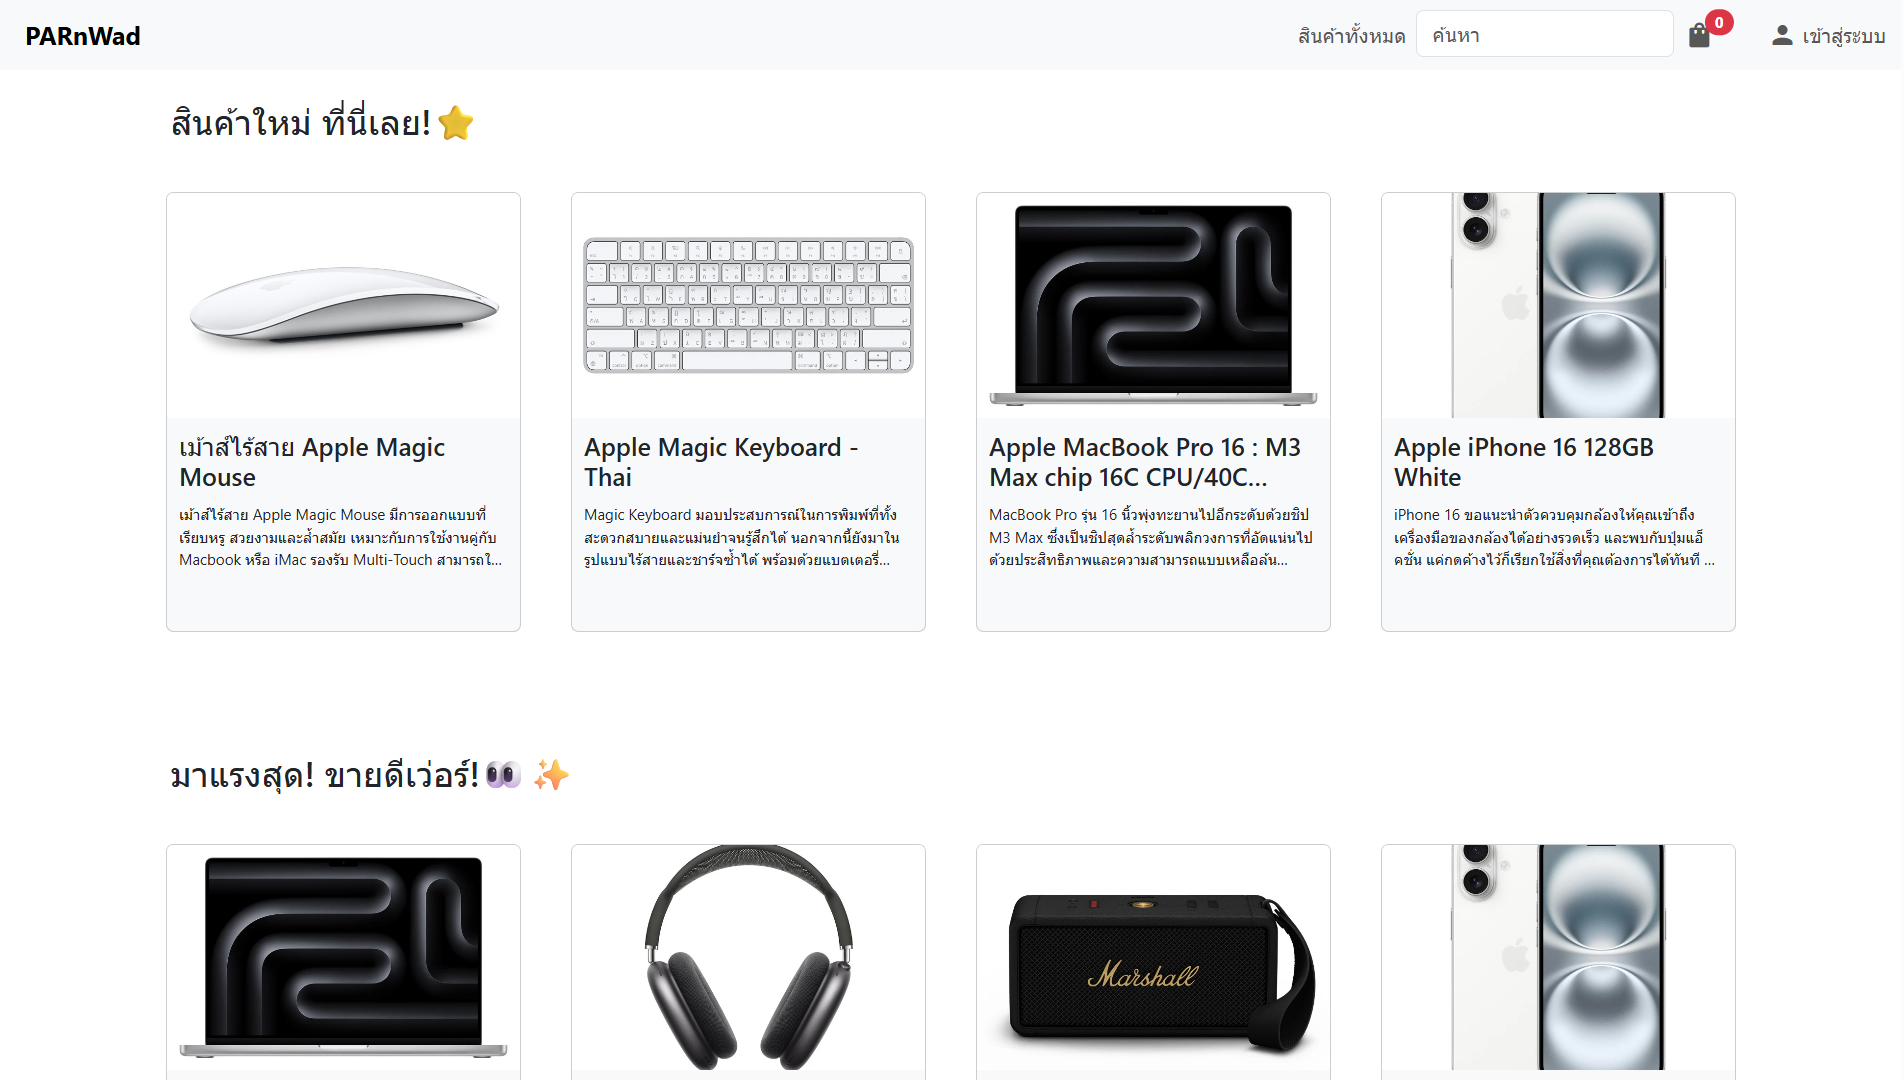 PARnWad
สินค้าทั้งหมด
ค้นหา
0
เข้าสู่ระบบ
สินค้าใหม่ ที่นี่เลย!⭐
เม้าส์ไร้สาย Apple Magic
Mouse
เม้าส์ไร้สาย Apple Magic Mouse มีการออกแบบที่
เรียบหรู สวยงามและล้ำสมัย เหมาะกับการใช้งานคู่กับ
Macbook หรือ iMac รองรับ Multi-Touch สามารถใ...
Apple Magic Keyboard -
Thai
Magic Keyboard มอบประสบการณ์ในการพิมพ์ที่ทั้ง
สะดวกสบายและแม่นยำจนรู้สึกได้ นอกจากนี้ยังมาใน
รูปแบบไร้สายและชาร์จซ้ำได้ พร้อมด้วยแบตเตอรี่...
Apple MacBook Pro 16 : M3
Max chip 16C CPU/40C...
MacBook Pro รุ่น 16 นิ้วพุ่งทะยานไปอีกระดับด้วยชิป
M3 Max ซึ่งเป็นชิปสุดล้ำระดับพลิกวงการที่อัดแน่นไป
ด้วยประสิทธิภาพและความสามารถแบบเหลือล้น...
Apple iPhone 16 128GB
White
iPhone 16 ขอแนะนำตัวควบคุมกล้องให้คุณเข้าถึง
เครื่องมือของกล้องได้อย่างรวดเร็ว และพบกับปุ่มแอ็
คชั่น แค่กดค้างไว้ก็เรียกใช้สิ่งที่คุณต้องการได้ทันที ...
มาแรงสุด! ขายดีเว่อร์!👀 ✨
Marshall